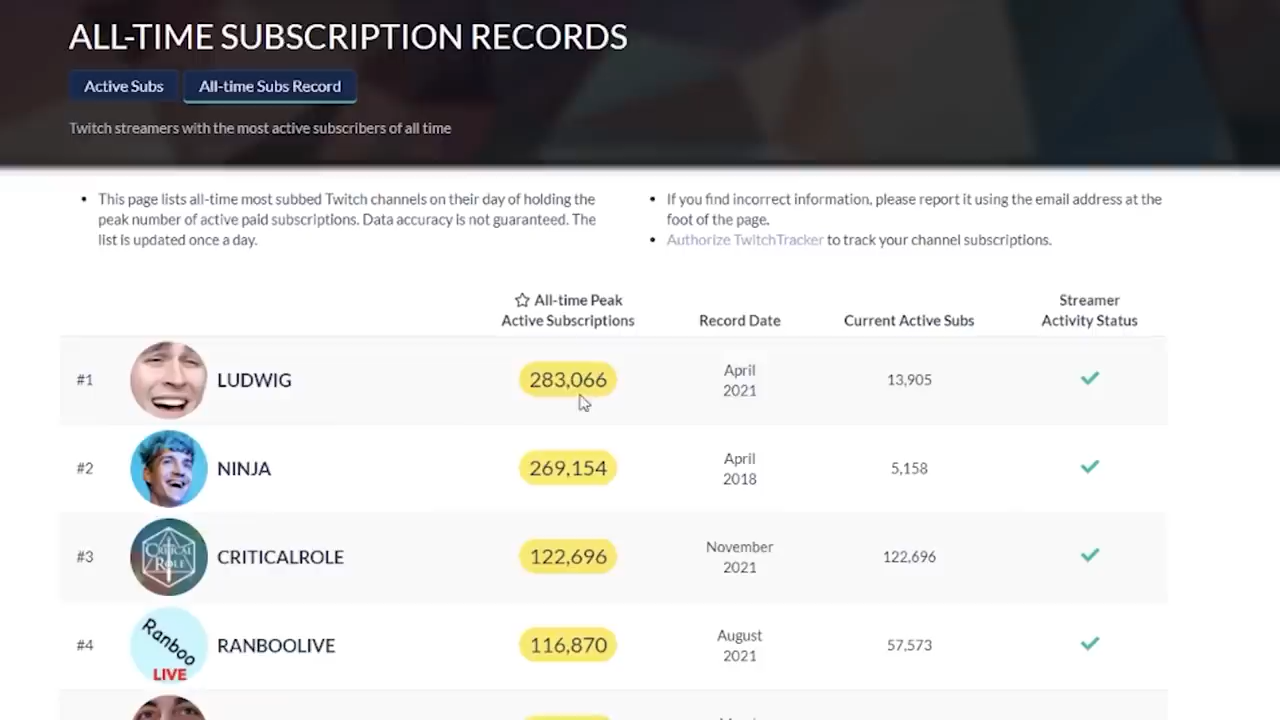 ALL-TIME SUBSCRIPTION RECORDS
Active Subs
All-time Subs Record
Twitch streamers with the most active subscribers of all time
• This page lists all-time most subbed Twitch channels on their day of holding the
peak number of active paid subscriptions. Data accuracy is not guaranteed. The
list is updated once a day.
• If you find incorrect information, please report it using the email address at the
foot of the page.
• Authorize TwitchTracker to track your channel subscriptions.
All-time Peak
Active Subscriptions
Record Date
Current Active Subs
Streamer
Activity Status
#1
LUDWIG
283,066
April
2021
13,905
#2
NINJA
269,154
April
2018
5,158
#3
CRITICAL
ROLE
CRITICALROLE
122,696
November
2021
122,696
#4
Ranboo
LIVE
RANBOOLIVE
116,870
August
2021
57,573